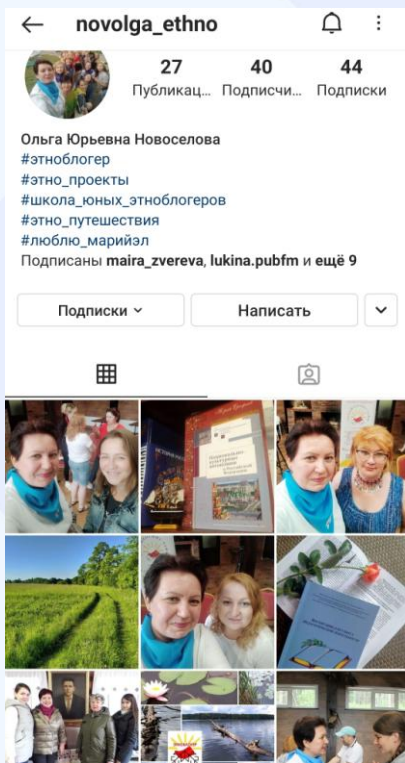 novolga_ethno
27 40 44
Публикац... Подписчи... Подписки
Ольга Юрьевна Новоселова
#этноблогер
#этно_проекты
#школа_юных_этноблогеров
#этно_путешествия
#люблю_марийэл
Подписаны maira_zvereva, lukina.pubfm и ещё 9
Подписки Написать